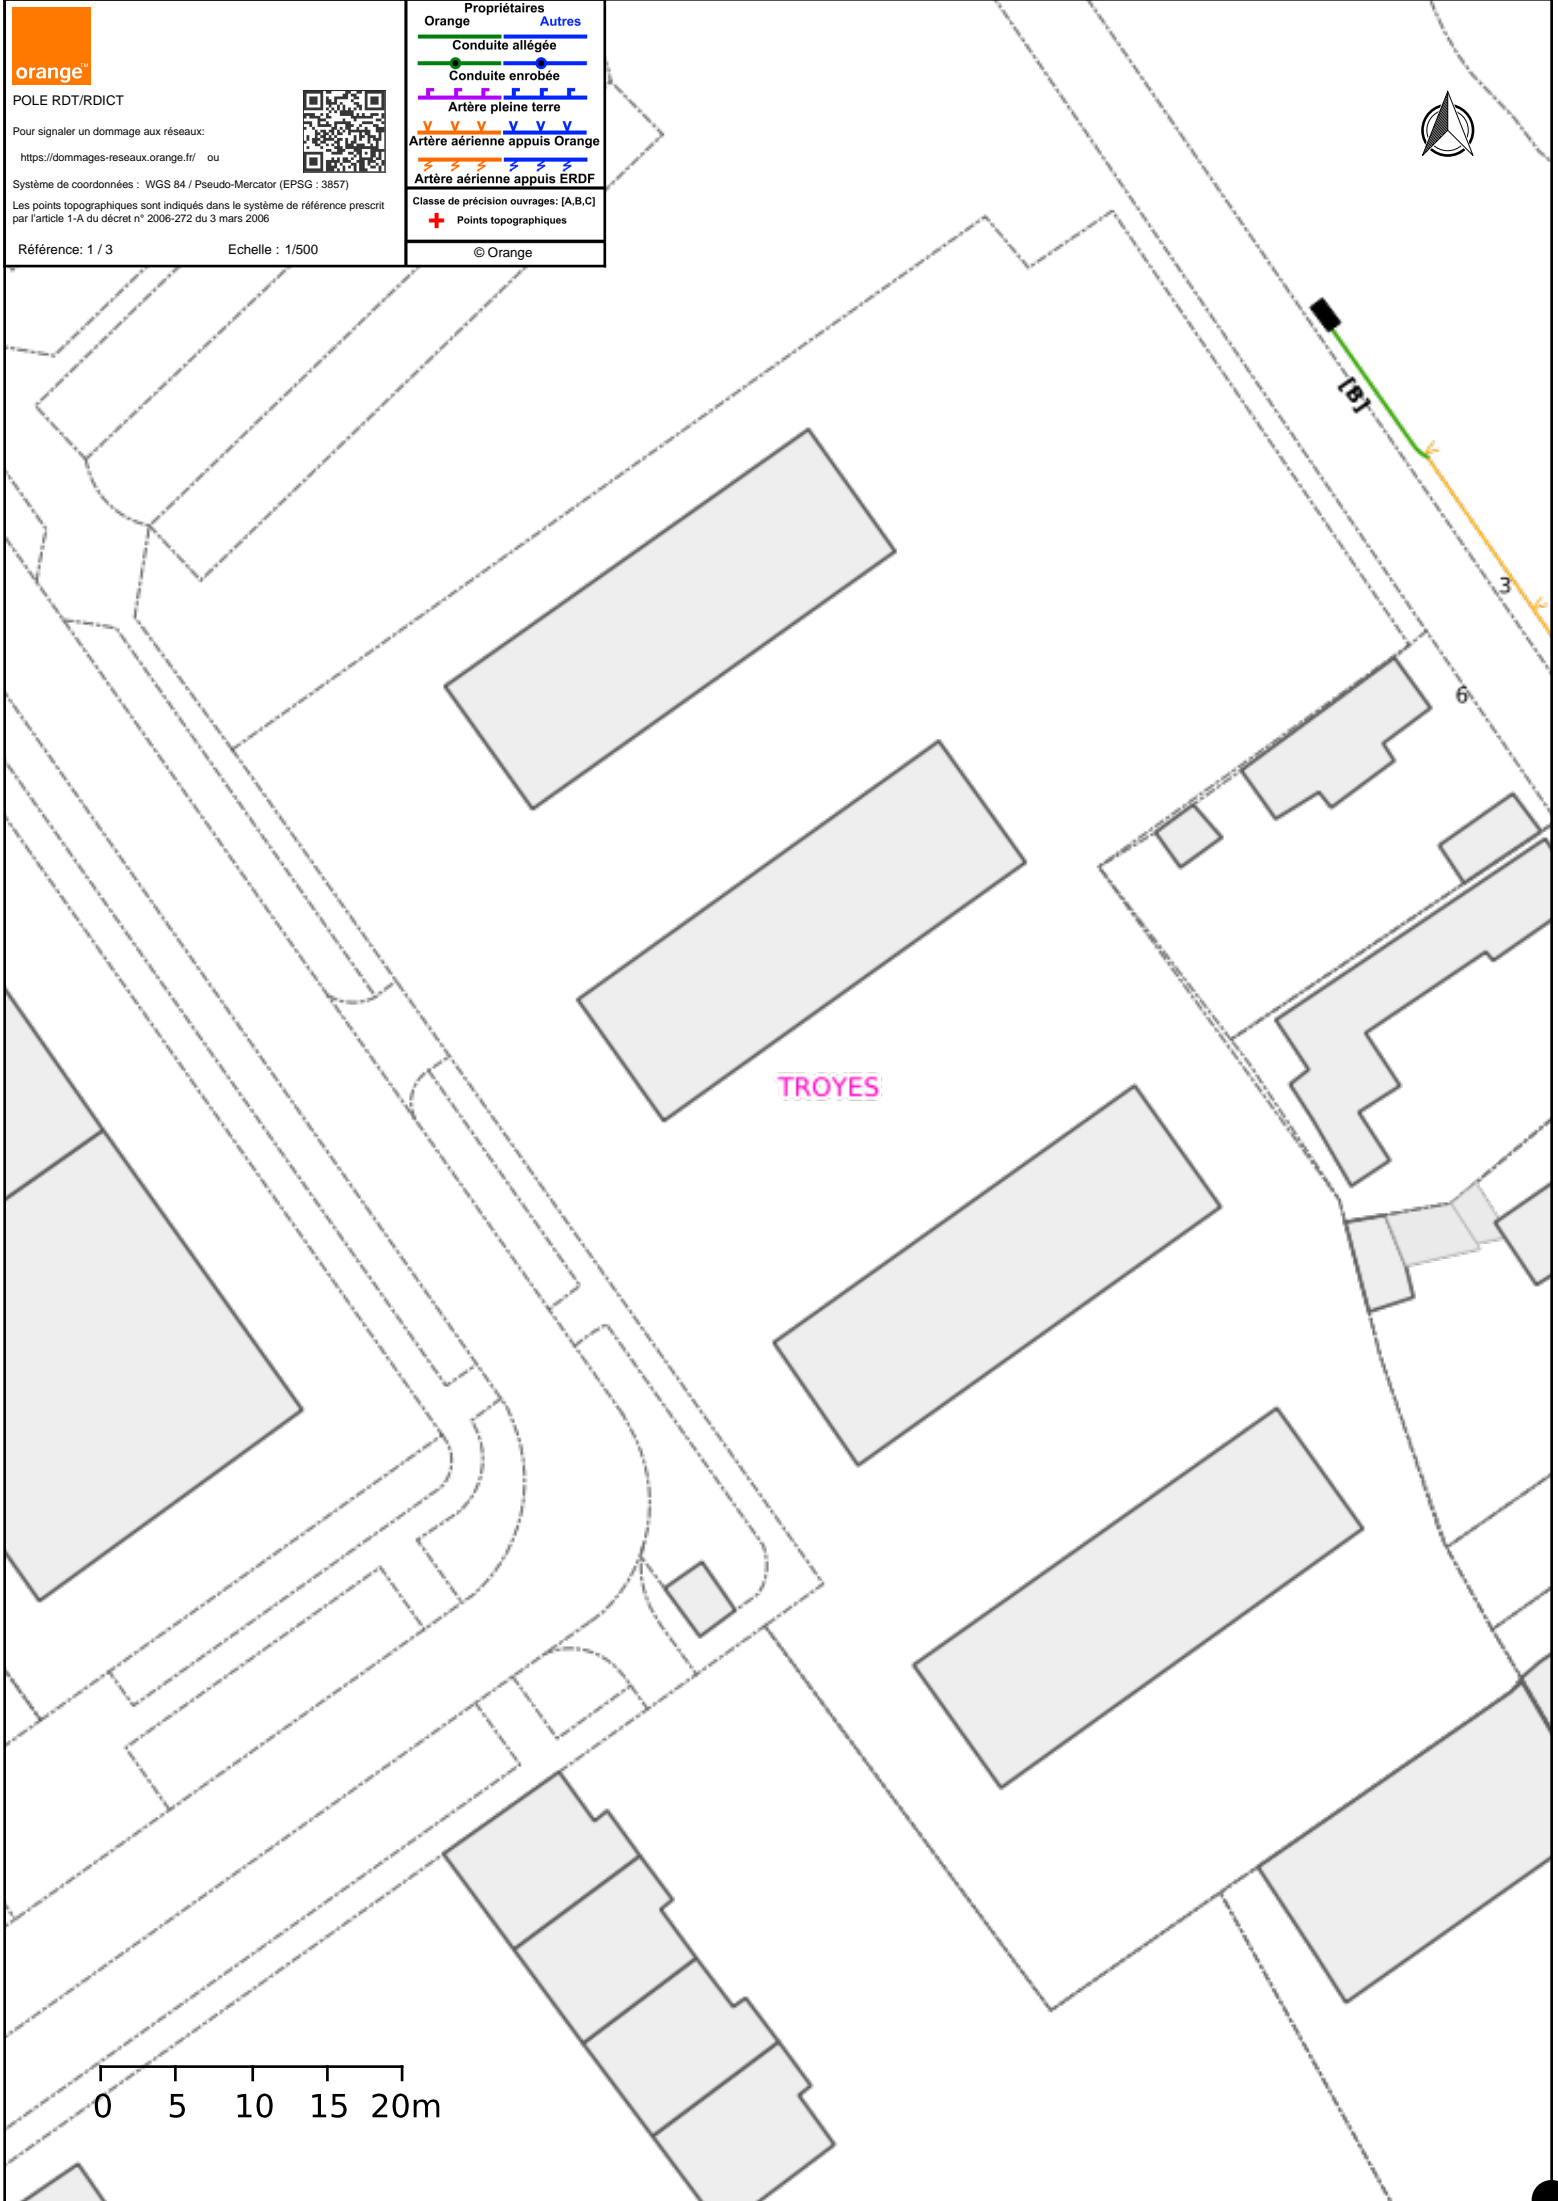 orange™
POLE RDT/RDICT
Pour signaler un dommage aux réseaux:
https://dommages-reseaux.orange.fr/ ou
Système de coordonnées : WGS 84 / Pseudo-Mercator (EPSG : 3857)
Les points topographiques sont indiqués dans le système de référence prescrit
par l'article 1-A du décret n° 2006-272 du 3 mars 2006
Référence: 1 / 3 Echelle : 1/500
Propriétaires
Orange Autres
Conduite allégée
Conduite enrobée
Artère pleine terre
Artère aérienne appuis Orange
Artère aérienne appuis ERDF
Classe de précision ouvrages: [A,B,C]
Points topographiques
© Orange
[B]
3
6
TROYES
0 5 10 15 20m